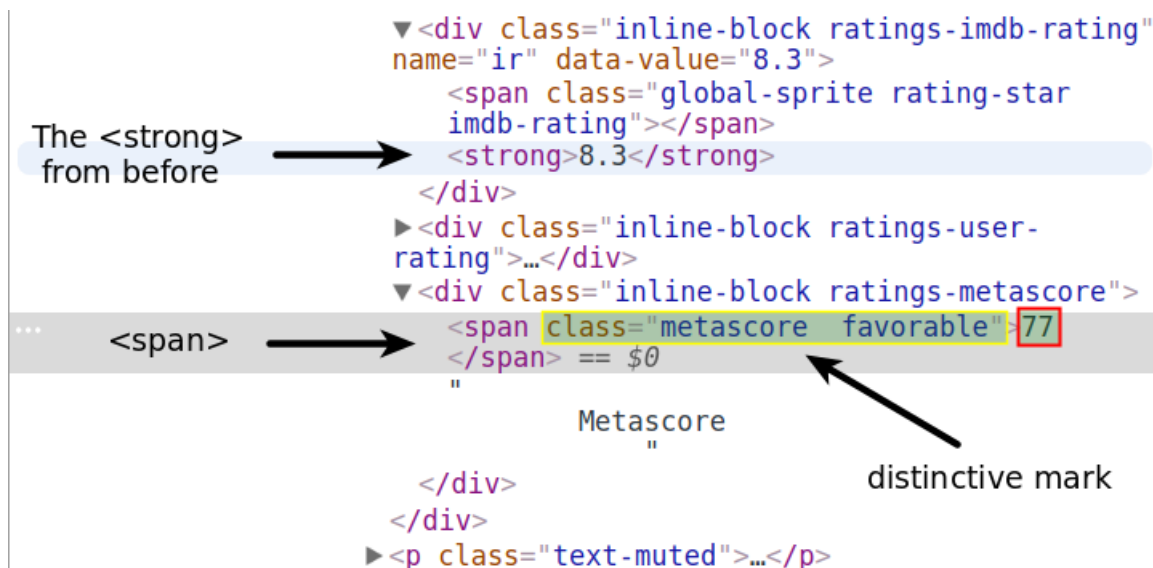 ▼<div class="inline-block ratings-imdb-rating"
name="ir" data-value="8.3">
<span class="global-sprite rating-star
imdb-rating"></span>
The <strong>
from before
<strong>8.3</strong>
</div>
▶<div class="inline-block ratings-user-
rating">…</div>
▼<div class="inline-block ratings-metascore">
...
<span>
<span class="metascore  favorable">77
</span> == $0
"
Metascore
"
distinctive mark
</div>
</div>
▶<p class="text-muted">…</p>